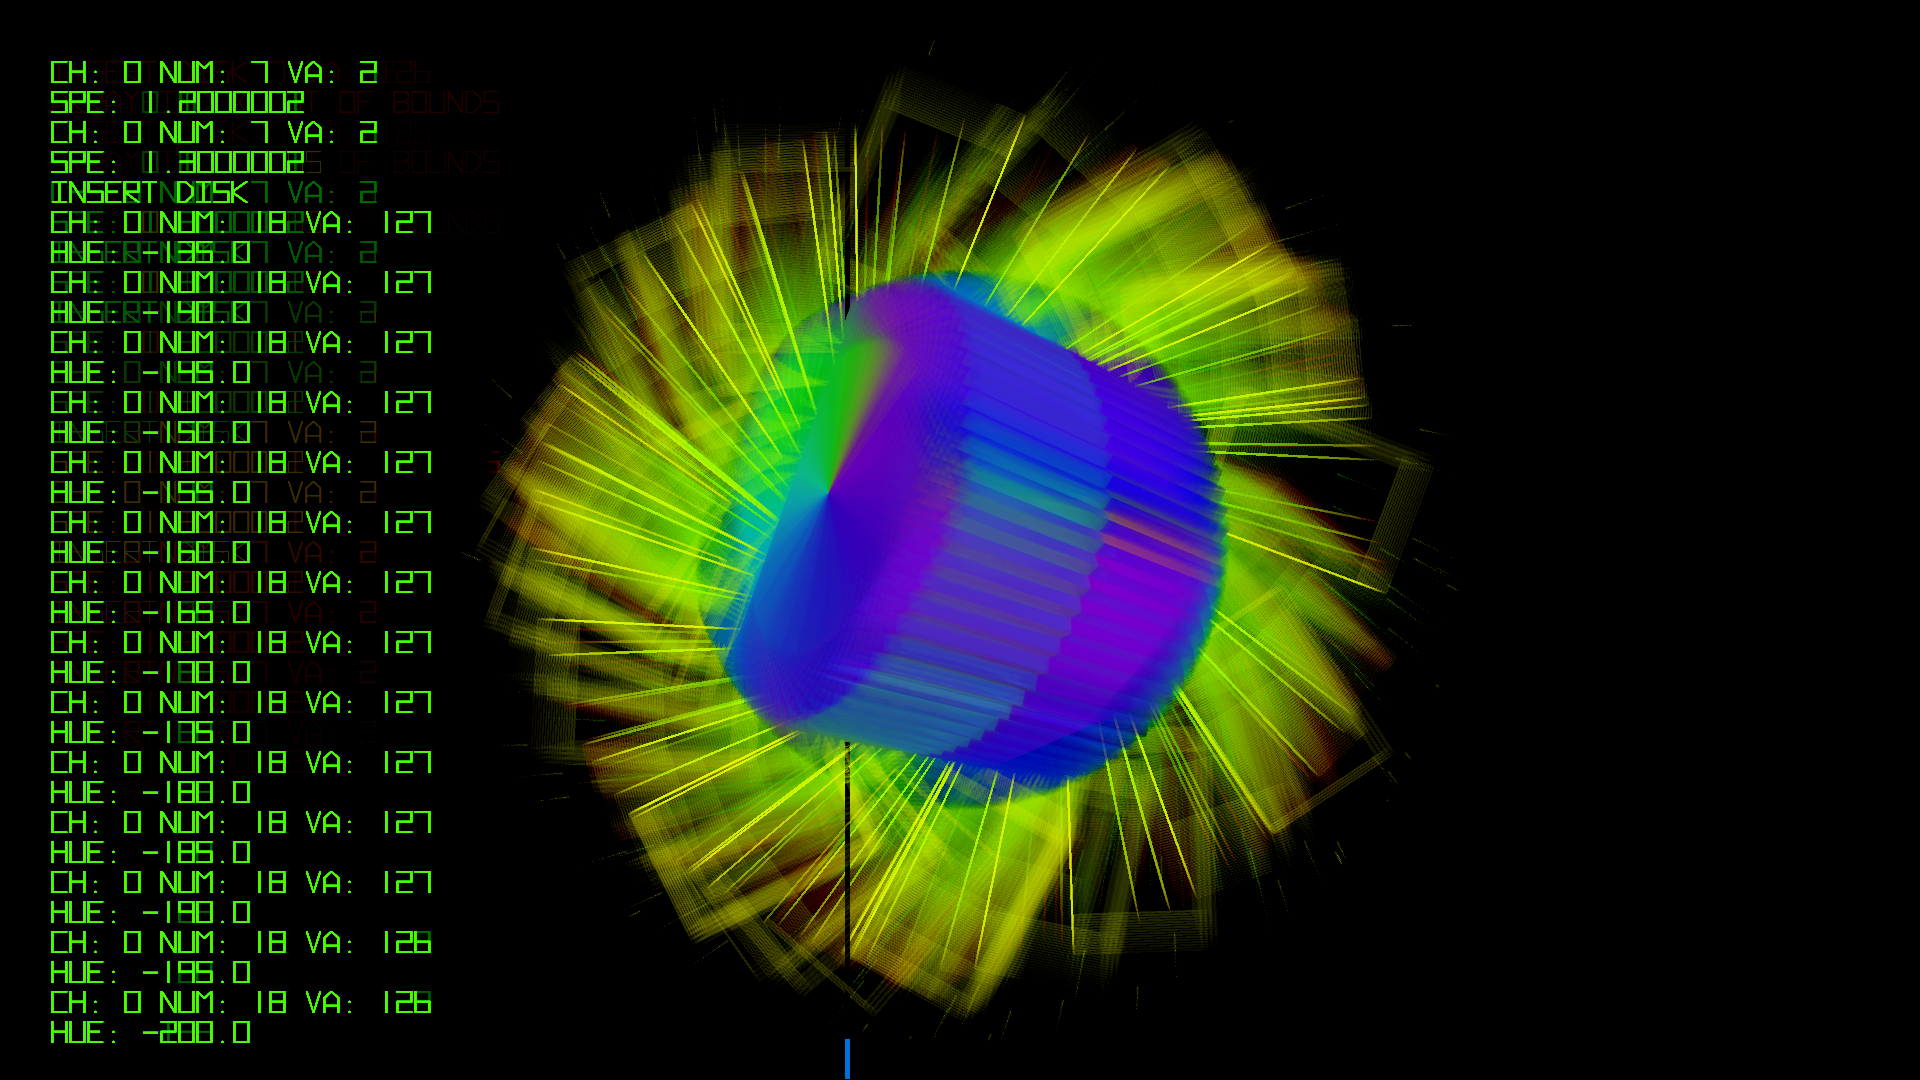 CH: 0 NUM: 7 VA: 2
SPE: 1.2000002
CH: 0 NUM: 7 VA: 2
SPE: 1.3000002
INSERT DISK
CH: 0 NUM: 18 VA: 127
HUE: -135.0
CH: 0 NUM: 18 VA: 127
HUE: -140.0
CH: 0 NUM: 18 VA: 127
HUE: -145.0
CH: 0 NUM: 18 VA: 127
HUE: -150.0
CH: 0 NUM: 18 VA: 127
HUE: -155.0
CH: 0 NUM: 18 VA: 127
HUE: -160.0
CH: 0 NUM: 18 VA: 127
HUE: -165.0
CH: 0 NUM: 18 VA: 127
HUE: -170.0
CH: 0 NUM: 18 VA: 127
HUE: -175.0
CH: 0 NUM: 18 VA: 127
HUE: -180.0
CH: 0 NUM: 18 VA: 127
HUE: -185.0
CH: 0 NUM: 18 VA: 127
HUE: -190.0
CH: 0 NUM: 18 VA: 126
HUE: -195.0
CH: 0 NUM: 18 VA: 126
HUE: -200.0